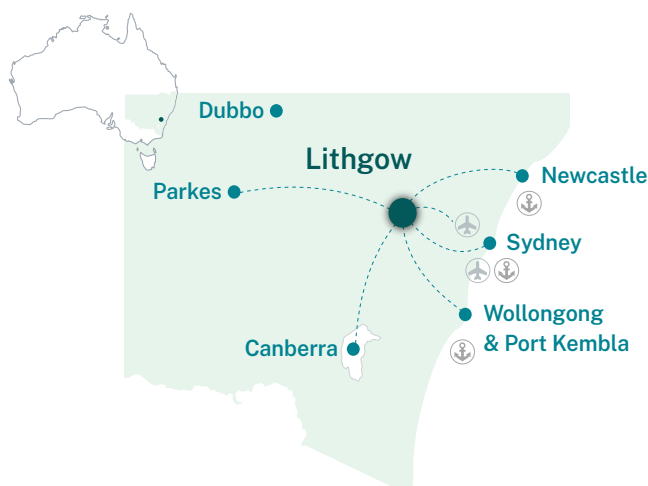 Dubbo
Lithgow
Newcastle
Parkes
Sydney
Wollongong
& Port Kembla
Canberra